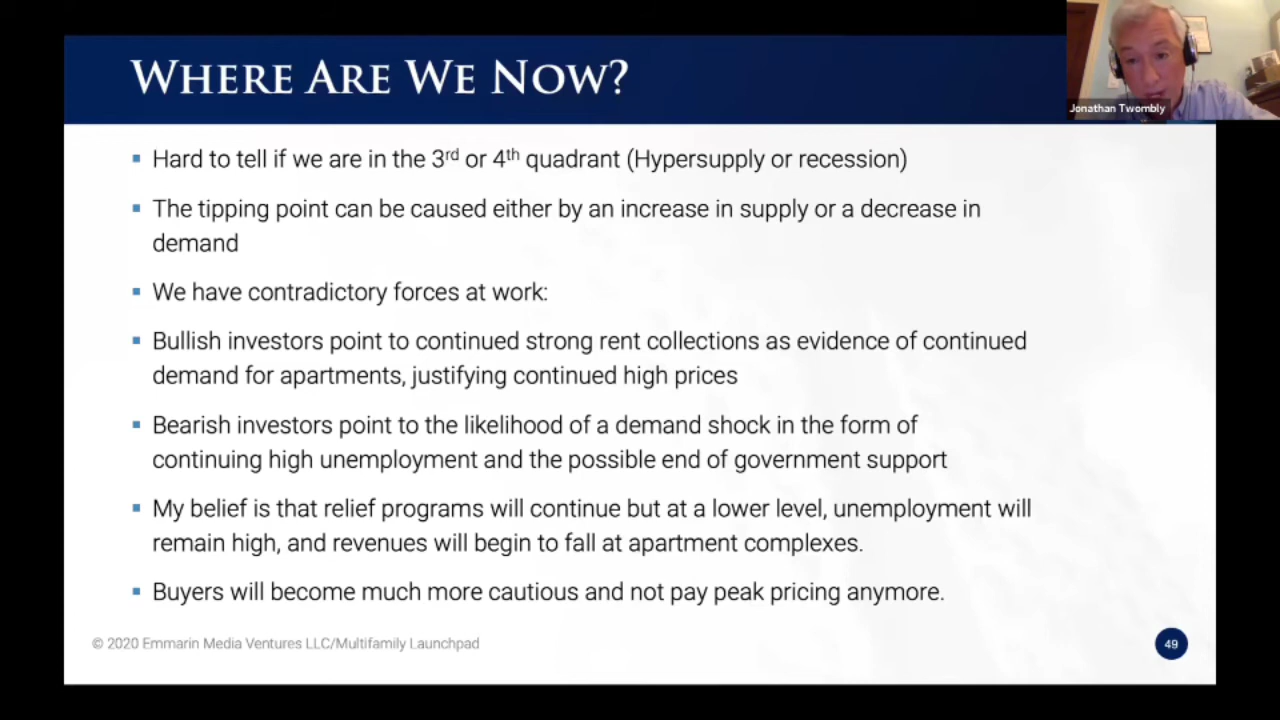 WHERE ARE WE NOW?
Jonathan Twombly
▪ Hard to tell if we are in the 3rd or 4th quadrant (Hypersupply or recession)
▪ The tipping point can be caused either by an increase in supply or a decrease in
demand
▪ We have contradictory forces at work:
▪ Bullish investors point to continued strong rent collections as evidence of continued
demand for apartments, justifying continued high prices
▪ Bearish investors point to the likelihood of a demand shock in the form of
continuing high unemployment and the possible end of government support
▪ My belief is that relief programs will continue but at a lower level, unemployment will
remain high, and revenues will begin to fall at apartment complexes.
▪ Buyers will become much more cautious and not pay peak pricing anymore.
© 2020 Emmarin Media Ventures LLC/Multifamily Launchpad
49